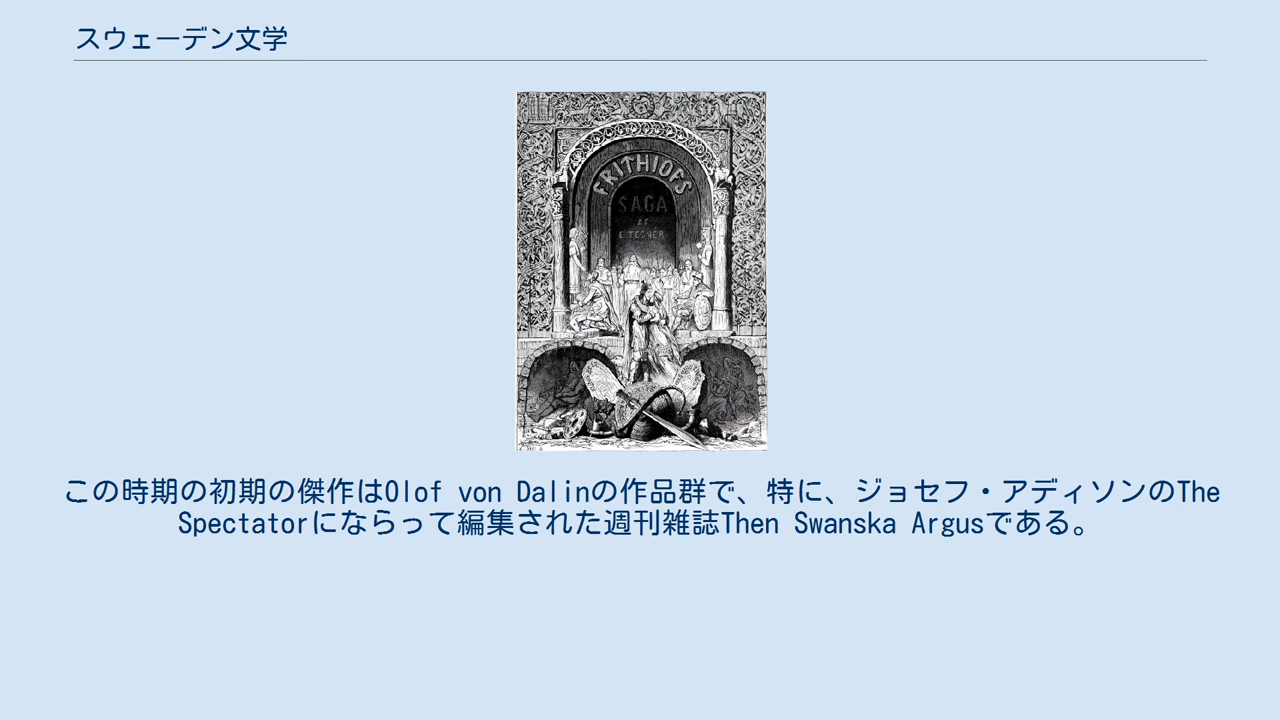 スウェーデン文学
FRITHIOFS
SAGA
AF
E. TEGNÉR
この時期の初期の傑作はOlof von Dalinの作品群で、特に、ジョセフ・アディソンのThe
Spectatorにならって編集された週刊雑誌Then Swanska Argusである。